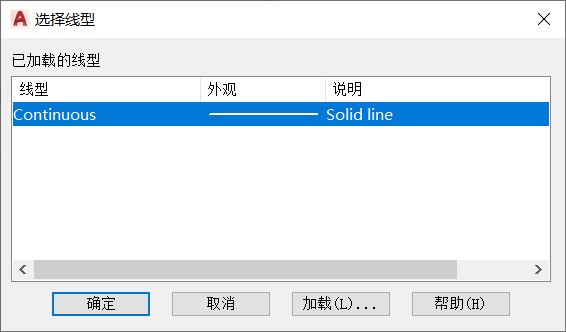 选择线型
已加载的线型
线型 外观 说明
Continuous Solid line
确定 取消 加载(L)... 帮助(H)